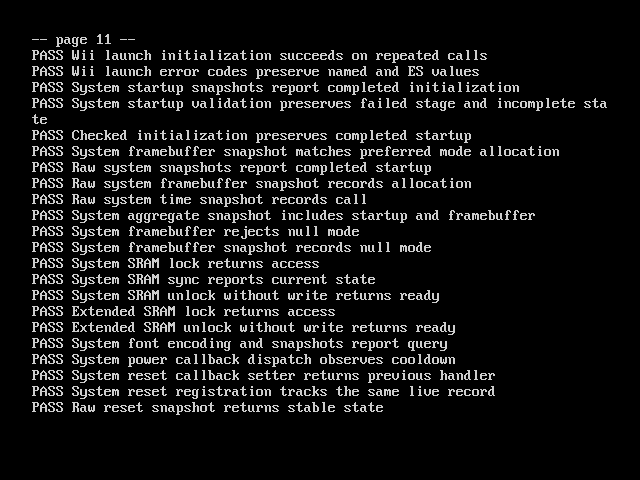 -- page 11 --
PASS Wii launch initialization succeeds on repeated calls
PASS Wii launch error codes preserve named and ES values
PASS System startup snapshots report completed initialization
PASS System startup validation preserves failed stage and incomplete sta
te
PASS Checked initialization preserves completed startup
PASS System framebuffer snapshot matches preferred mode allocation
PASS Raw system snapshots report completed startup
PASS Raw system framebuffer snapshot records allocation
PASS Raw system time snapshot records call
PASS System aggregate snapshot includes startup and framebuffer
PASS System framebuffer rejects null mode
PASS System framebuffer snapshot records null mode
PASS System SRAM lock returns access
PASS System SRAM sync reports current state
PASS System SRAM unlock without write returns ready
PASS Extended SRAM lock returns access
PASS Extended SRAM unlock without write returns ready
PASS System font encoding and snapshots report query
PASS System power callback dispatch observes cooldown
PASS System reset callback setter returns previous handler
PASS System reset registration tracks the same live record
PASS Raw reset snapshot returns stable state